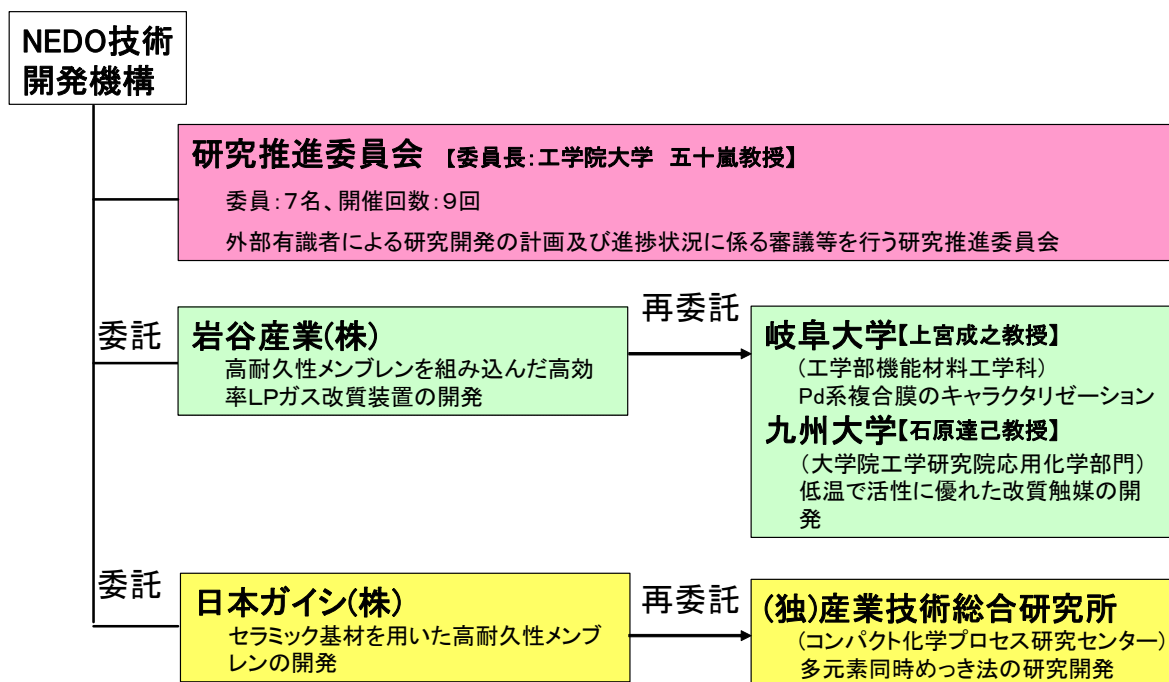 NEDO技術
開発機構
研究推進委員会 【委員長：工学院大学 五十嵐教授】
委員：７名、開催回数：９回
外部有識者による研究開発の計画及び進捗状況に係る審議等を行う研究推進委員会
委託
岩谷産業(株)
高耐久性メンブレンを組み込んだ高効
率LPガス改質装置の開発
再委託
岐阜大学【上宮成之教授】
(工学部機能材料工学科)
Pd系複合膜のキャラクタリゼーション
九州大学【石原達己教授】
（大学院工学研究院応用化学部門）
低温で活性に優れた改質触媒の開
発
委託
日本ガイシ(株)
セラミック基材を用いた高耐久性メンブ
レンの開発
再委託
(独)産業技術総合研究所
(コンパクト化学プロセス研究センター)
多元素同時めっき法の研究開発